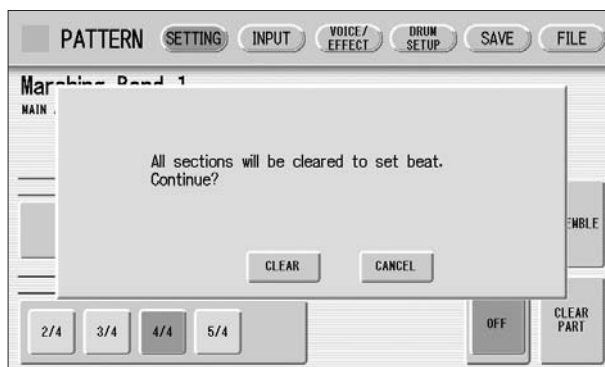 PATTERN SETTING INPUT VOICE/ EFFECT DRUM SETUP SAVE FILE
MAIN
All sections will be cleared to set beat.
Continue?
CLEAR CANCEL
2/4 3/4 4/4 5/4 OFF CLEAR
PART